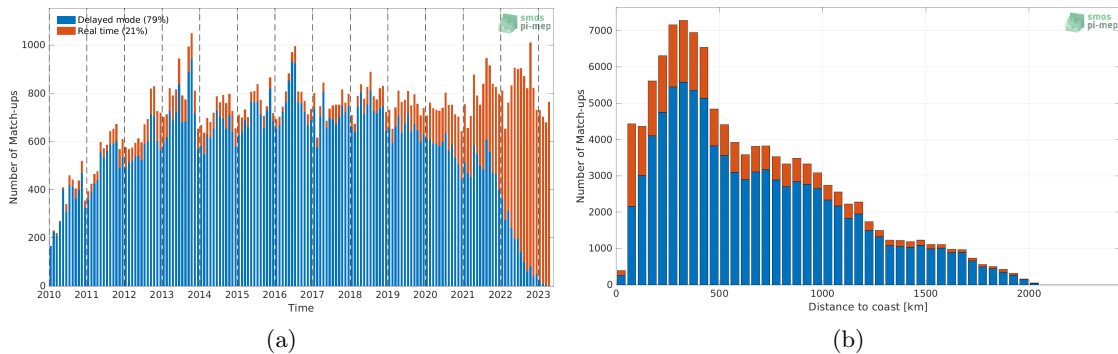 Delayed mode (79%)
Real time (21%)
smos
pi-mep
1000
800
600
400
200
0
Number of Match-ups
2010 2011 2012 2013 2014 2015 2016 2017 2018 2019 2020 2021 2022 2023
Time
(a)
smos
pi-mep
7000
6000
5000
4000
3000
2000
1000
0
Number of Match-ups
0 500 1000 1500 2000
Distance to coast [km]
(b)